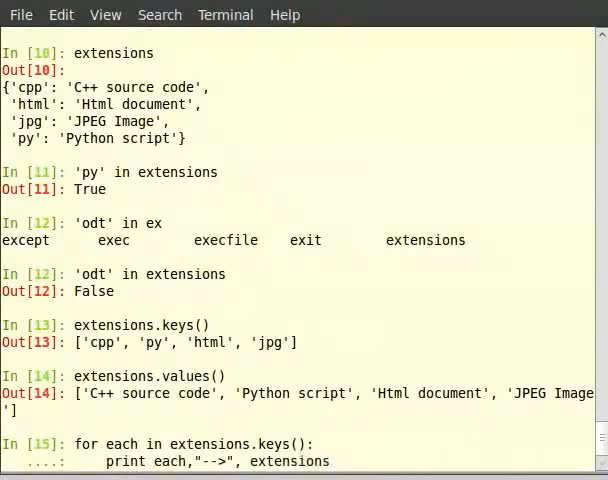 File Edit View Search Terminal Help
In [10]: extensions
Out[10]:
{'cpp': 'C++ source code',
 'html': 'Html document',
 'jpg': 'JPEG Image',
 'py': 'Python script'}
In [11]: 'py' in extensions
Out[11]: True
In [12]: 'odt' in ex
except      exec        execfile    exit        extensions
In [12]: 'odt' in extensions
Out[12]: False
In [13]: extensions.keys()
Out[13]: ['cpp', 'py', 'html', 'jpg']
In [14]: extensions.values()
Out[14]: ['C++ source code', 'Python script', 'Html document', 'JPEG Image
']
In [15]: for each in extensions.keys():
   ....:     print each,"-->", extensions